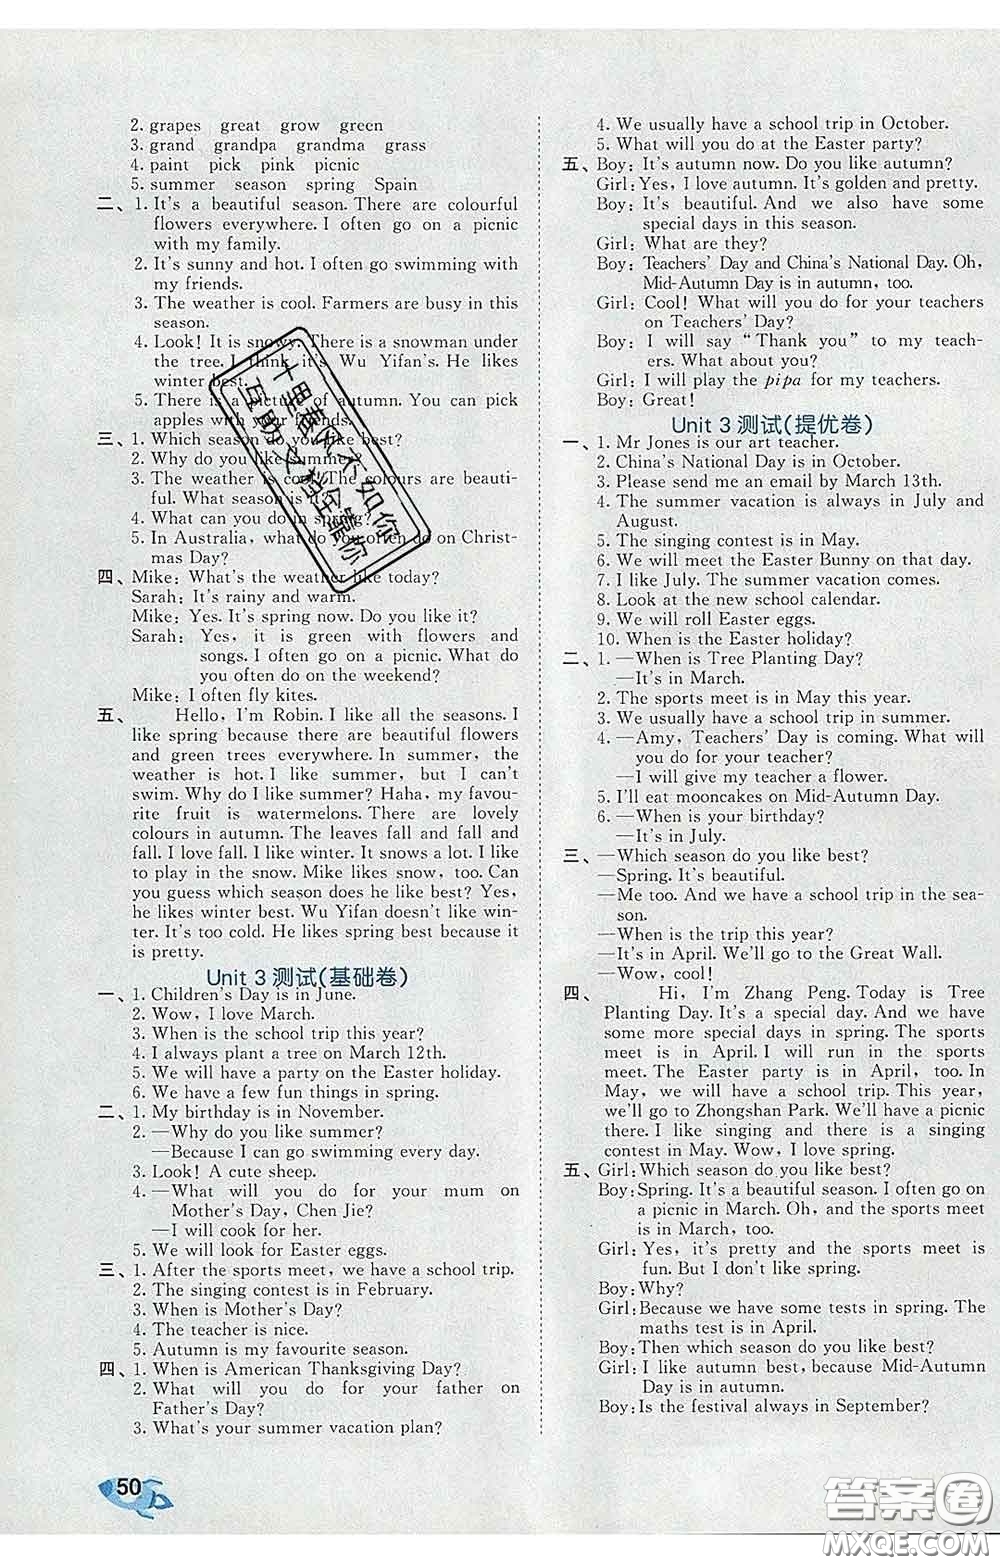 2. grapes great grow green
3. grand grandpa grandma grass
4. paint pick pink picnic
5. summer season spring Spain
二、1. It's a beautiful season. There are colourful
flowers everywhere. I often go on a picnic
with my family.
2. It's sunny and hot. I often go swimming with
my friends.
3. The weather is cool. Farmers are busy in this
season.
4. Look! It is snowy. There is a snowman under
the tree. I think it's Wu Yifan's. He likes
winter best.
5. There is a picture of autumn. You can pick
apples with your friends.
三、1. Which season do you like best?
2. Why do you like summer?
3. The weather is cool. The colours are beauti-
ful. What season is it?
4. What can you do in spring?
5. In Australia, what do you often do on Christ-
mas Day?
四、Mike: What's the weather like today?
Sarah: It's rainy and warm.
Mike: Yes. It's spring now. Do you like it?
Sarah: Yes, it is green with flowers and
songs. I often go on a picnic. What do
you often do on the weekend?
Mike: I often fly kites.
五、 Hello, I'm Robin. I like all the seasons. I
like spring because there are beautiful flowers
and green trees everywhere. In summer, the
weather is hot. I like summer, but I can't
swim. Why do I like summer? Haha, my favou-
rite fruit is watermelons. There are lovely
colours in autumn. The leaves fall and fall and
fall. I love fall. I like winter. It snows a lot. I like
to play in the snow. Mike likes snow, too. Can
you guess which season does he like best? Yes,
he likes winter best. Wu Yifan doesn't like win-
ter. It's too cold. He likes spring best because it
is pretty.
Unit 3 测试(基础卷)
一、1. Children's Day is in June.
2. Wow, I love March.
3. When is the school trip this year?
4. I always plant a tree on March 12th.
5. We will have a party on the Easter holiday.
6. We have a few fun things in spring.
二、1. My birthday is in November.
2. —Why do you like summer?
—Because I can go swimming every day.
3. Look! A cute sheep.
4. —What will you do for your mum on
Mother's Day, Chen Jie?
—I will cook for her.
5. We will look for Easter eggs.
三、1. After the sports meet, we have a school trip.
2. The singing contest is in February.
3. When is Mother's Day?
4. The teacher is nice.
5. Autumn is my favourite season.
四、1. When is American Thanksgiving Day?
2. What will you do for your father on
Father's Day?
3. What's your summer vacation plan?
4. We usually have a school trip in October.
5. What will you do at the Easter party?
五、Boy: It's autumn now. Do you like autumn?
Girl: Yes, I love autumn. It's golden and pretty.
Boy: It's beautiful. And we also have some
special days in this season.
Girl: What are they?
Boy: Teachers' Day and China's National Day. Oh,
Mid-Autumn Day is in autumn, too.
Girl: Cool! What will you do for your teachers
on Teachers' Day?
Boy: I will say "Thank you" to my teach-
ers. What about you?
Girl: I will play the pipa for my teachers.
Boy: Great!
Unit 3 测试(提优卷)
一、1. Mr Jones is our art teacher.
2. China's National Day is in October.
3. Please send me an email by March 13th.
4. The summer vacation is always in July and
August.
5. The singing contest is in May.
6. We will meet the Easter Bunny on that day.
7. I like July. The summer vacation comes.
8. Look at the new school calendar.
9. We will roll Easter eggs.
10. When is the Easter holiday?
二、1. —When is Tree Planting Day?
—It's in March.
2. The sports meet is in May this year.
3. We usually have a school trip in summer.
4. —Amy, Teachers' Day is coming. What will
you do for your teacher?
—I will give my teacher a flower.
5. I'll eat mooncakes on Mid-Autumn Day.
6. —When is your birthday?
—It's in July.
三、—Which season do you like best?
—Spring. It's beautiful.
—Me too. And we have a school trip in the sea-
son.
—When is the trip this year?
—It's in April. We'll go to the Great Wall.
—Wow, cool!
四、 Hi, I'm Zhang Peng. Today is Tree
Planting Day. It's a special day. And we have
some more special days in spring. The sports
meet is in April. I will run in the sports
meet. The Easter party is in April, too. In
May, we will have a school trip. This year,
we'll go to Zhongshan Park. We'll have a picnic
there. I like singing and there is a singing
contest in May. Wow, I love spring.
五、Girl: Which season do you like best?
Boy: Spring. It's a beautiful season. I often go on
a picnic in March. Oh, and the sports meet
is in March, too.
Girl: Yes, it's pretty and the sports meet is
fun. But I don't like spring.
Boy: Why?
Girl: Because we have some tests in spring. The
maths test is in April.
Boy: Then which season do you like best?
Girl: I like autumn best, because Mid-Autumn
Day is in autumn.
Boy: Is the festival always in September?
50
十里春风不如你
互助文档全靠你
答案圈
MXQE.COM